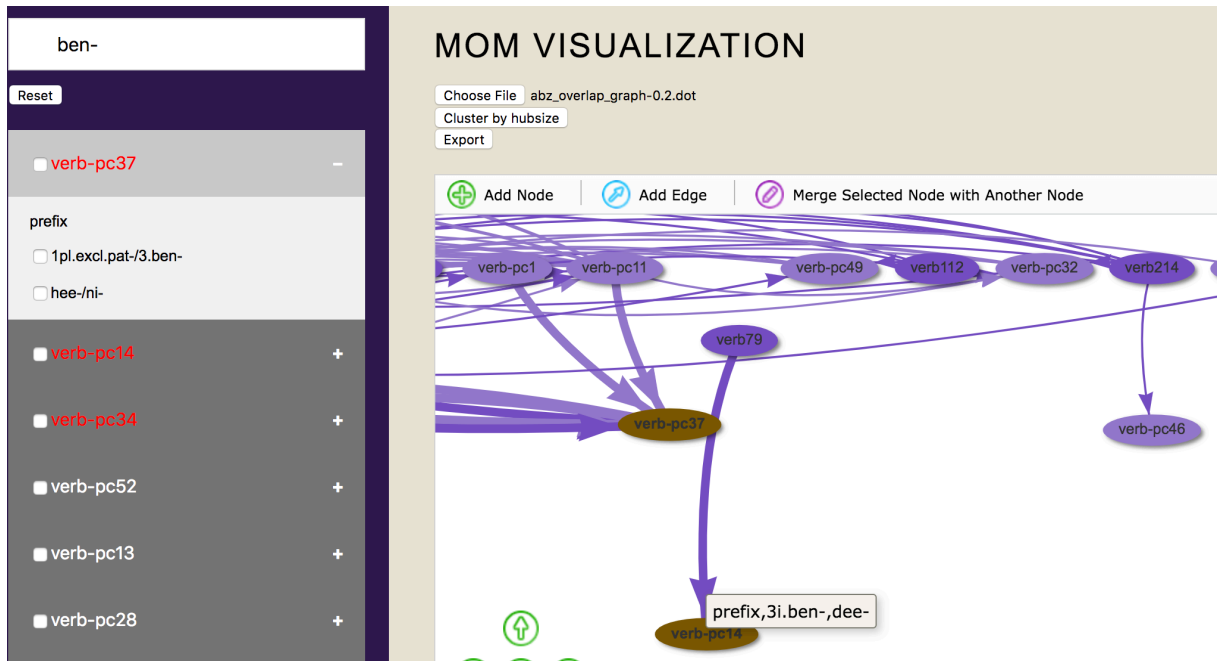 ben-
Reset
verb-pc37 −
prefix
1pl.excl.pat-/3.ben-
hee-/ni-
verb-pc14 +
verb-pc34 +
verb-pc52 +
verb-pc13 +
verb-pc28 +
MOM VISUALIZATION
Choose File abz_overlap_graph-0.2.dot
Cluster by hubsize
Export
Add Node Add Edge Merge Selected Node with Another Node
verb-pc1 verb-pc11 verb-pc49 verb112 verb-pc32 verb214
verb79
verb-pc37 verb-pc46
prefix,3i.ben-,dee-
verb-pc14